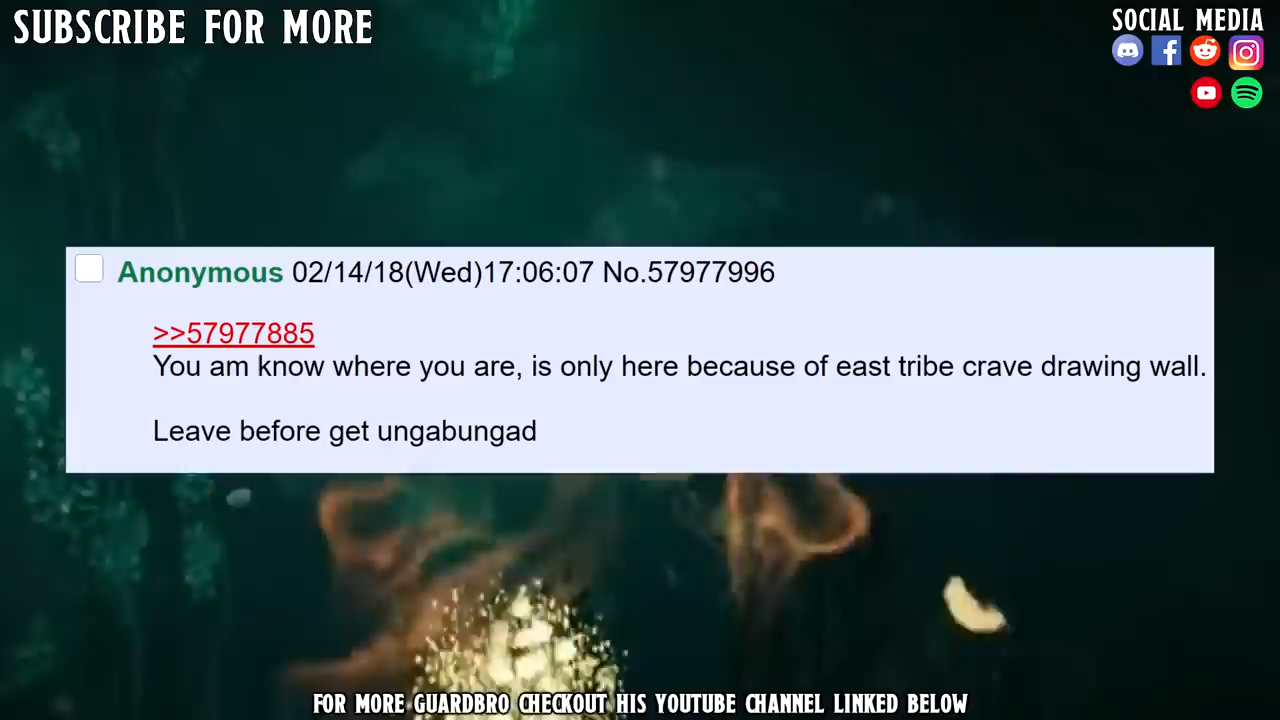 SUBSCRIBE FOR MORE
SOCIAL MEDIA
Anonymous 02/14/18(Wed)17:06:07 No.57977996
>>57977885
You am know where you are, is only here because of east tribe crave drawing wall.
Leave before get ungabungad
FOR MORE GUARDBRO CHECKOUT HIS YOUTUBE CHANNEL LINKED BELOW